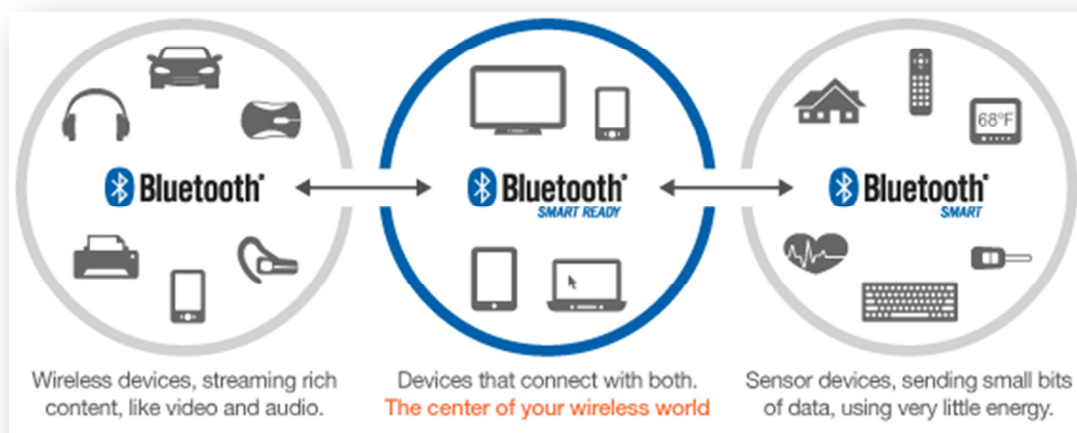 68°F
Bluetooth®
Bluetooth®
SMART READY
Bluetooth®
SMART
Wireless devices, streaming rich
content, like video and audio.
Devices that connect with both.
The center of your wireless world
Sensor devices, sending small bits
of data, using very little energy.